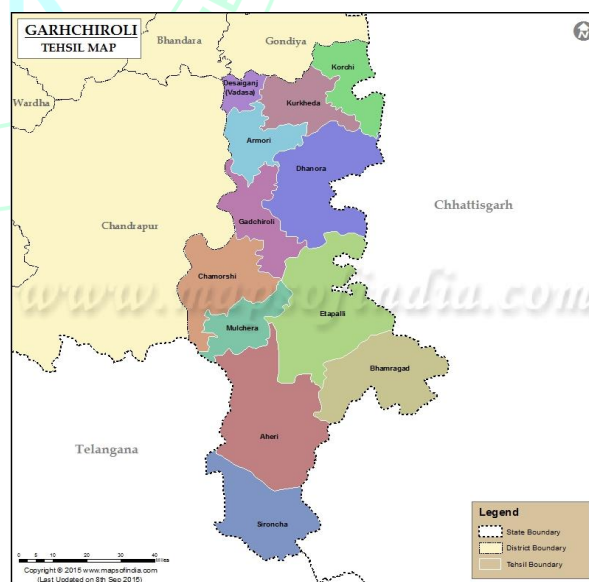 GARHCHIROLI
TEHSIL MAP
Bhandara
Gondiya
N
Korchi
Desaiganj
(Vadasa)
Kurkheda
Wardha
Armori
Dhanora
Chhattisgarh
Gadchiroli
Chandrapur
Chamorshi
www.mapsofindia.com
Etapalli
Mulchera
Bhamragad
Aheri
Telangana
Sironcha
Legend
State Boundary
District Boundary
Tehsil Boundary
0 5 10 20 30 40
Copyright © 2015 www.mapsofindia.com
(Last Updated on 8th Sep 2015)